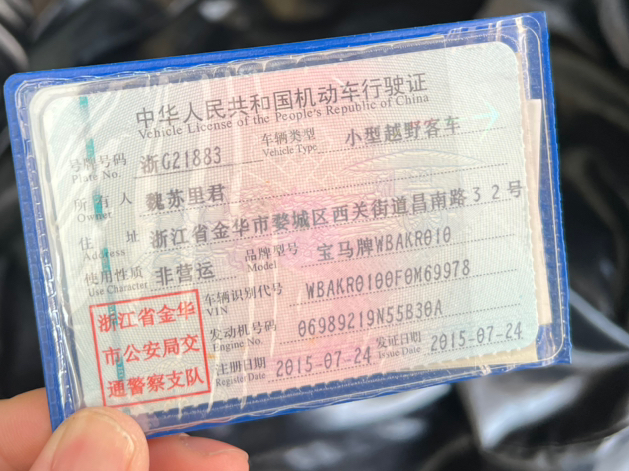 中华人民共和国机动车行驶证
Vehicle License of the People's Republic of China
号牌号码 浙G21883 车辆类型 小型越野客车
Plate No. Vehicle Type
所有人 魏苏里君
Owner
住址 浙江省金华市婺城区西关街道昌南路32号
Address
使用性质 非营运 品牌型号 宝马牌WBAKR010
Use Character Model
车辆识别代号 WBAKR0100F0M69978
VIN
发动机号码 06989219N55B30A
Engine No.
注册日期 2015-07-24 发证日期 2015-07-24
Register Date Issue Date
浙江省金华
市公安局交
通警察支队